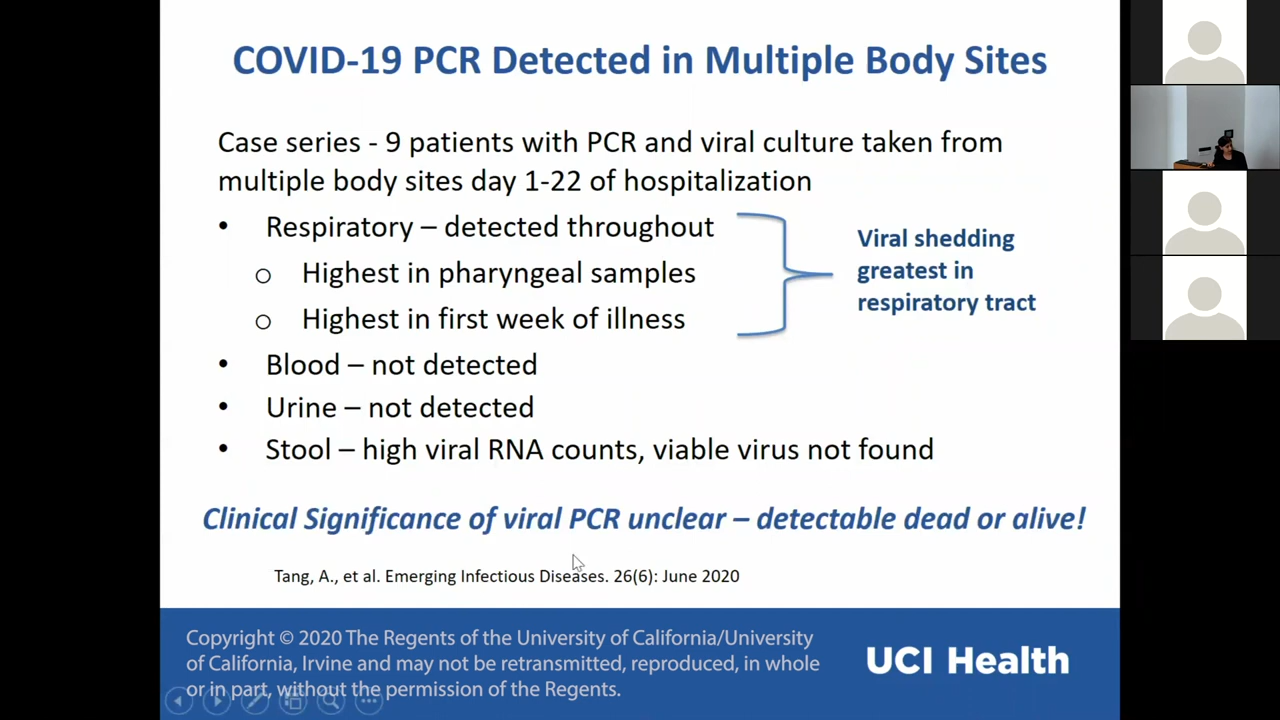 COVID-19 PCR Detected in Multiple Body Sites
Case series - 9 patients with PCR and viral culture taken from
multiple body sites day 1-22 of hospitalization
• Respiratory – detected throughout
o Highest in pharyngeal samples
o Highest in first week of illness
Viral shedding
greatest in
respiratory tract
• Blood – not detected
• Urine – not detected
• Stool – high viral RNA counts, viable virus not found
Clinical Significance of viral PCR unclear – detectable dead or alive!
Tang, A., et al. Emerging Infectious Diseases. 26(6): June 2020
Copyright © 2020 The Regents of the University of California/University
of California, Irvine and may not be retransmitted, reproduced, in whole
or in part, without the permission of the Regents.
UCI Health